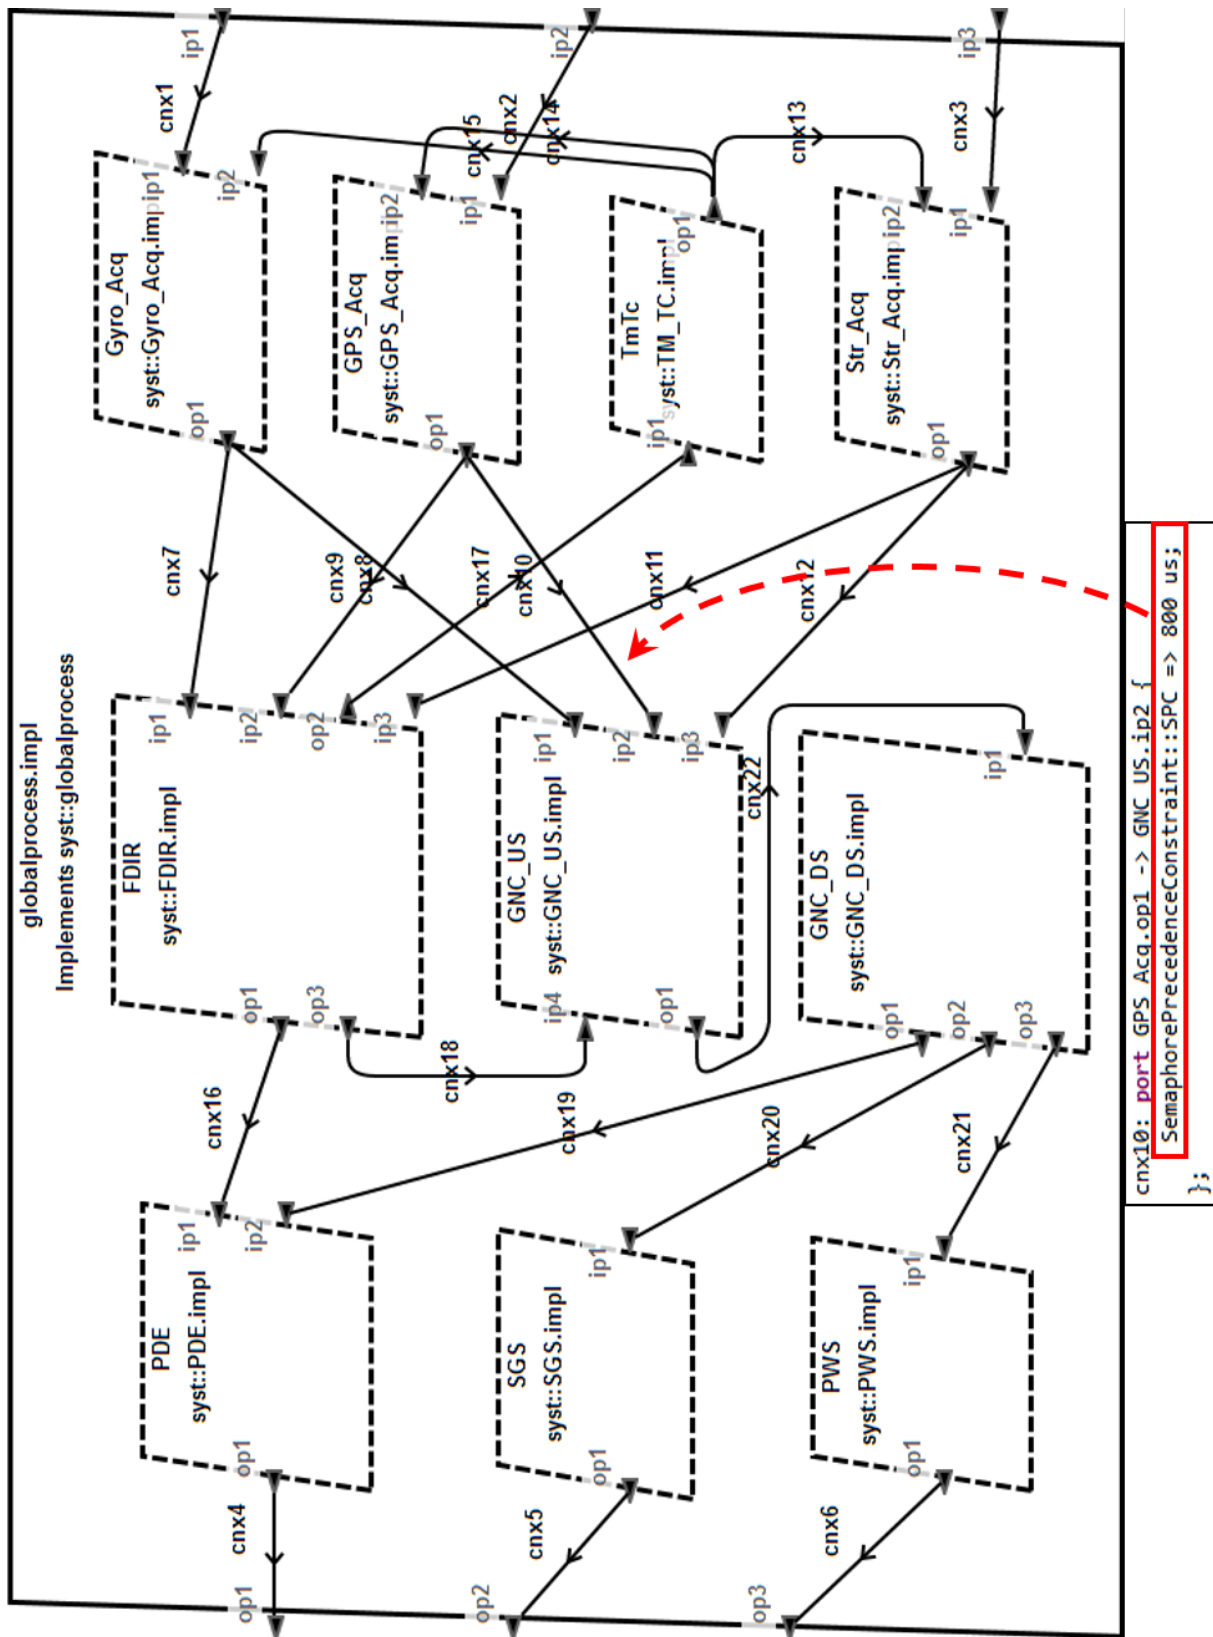 globalprocess.impl
Implements syst::globalprocess
ip1
ip2
ip3
cnx1
cnx15
cnx2
cnx14
cnx13
cnx3
ip1
ip2
Gyro_Acq
syst::Gyro_Acq.imp
op1
ip2
ip1
GPS_Acq
syst::GPS_Acq.imp
op1
op1
TmTc
syst::TM_TC.impl
ip1
ip2
ip1
Str_Acq
syst::Str_Acq.imp
op1
cnx7
cnx9
cnx8
cnx17
cnx10
cnx11
cnx12
ip1
ip2
op2
ip3
FDIR
syst::FDIR.impl
op1
op3
ip1
ip2
ip3
GNC_US
syst::GNC_US.impl
ip4
op1
cnx22
ip1
GNC_DS
syst::GNC_DS.impl
op1
op2
op3
cnx16
cnx18
cnx19
cnx20
cnx21
ip1
ip2
PDE
syst::PDE.impl
op1
ip1
SGS
syst::SGS.impl
op1
ip1
PWS
syst::PWS.impl
op1
cnx4
cnx5
cnx6
op1
op2
op3
cnx10: port GPS_Acq.op1 -> GNC_US.ip2 {
SemaphorePrecedenceConstraint::SPC => 800 us;
};